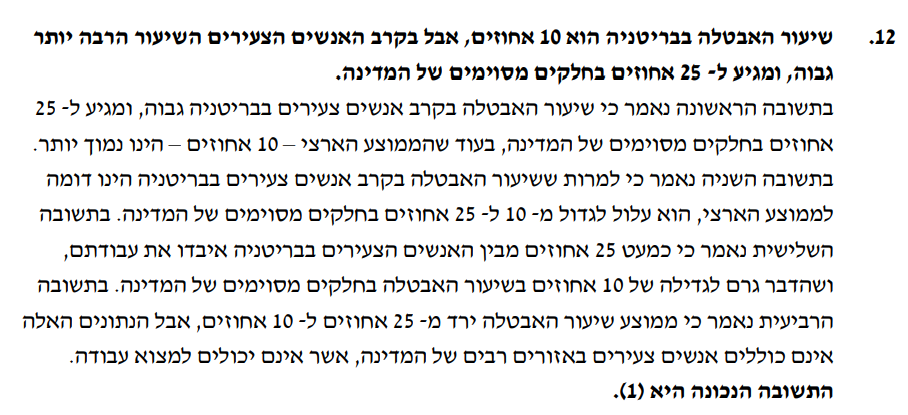 12. שיעור האבטלה בבריטניה הוא 10 אחוזים, אבל בקרב האנשים הצעירים השיעור הרבה יותר
גבוה, ומגיע ל- 25 אחוזים בחלקים מסוימים של המדינה.
בתשובה הראשונה נאמר כי שיעור האבטלה בקרב אנשים צעירים בבריטניה גבוה, ומגיע ל- 25
אחוזים בחלקים מסוימים של המדינה, בעוד שהממוצע הארצי – 10 אחוזים – הינו נמוך יותר.
בתשובה השניה נאמר כי למרות ששיעור האבטלה בקרב אנשים צעירים בבריטניה הינו דומה
לממוצע הארצי, הוא עלול לגדול מ- 10 ל- 25 אחוזים בחלקים מסוימים של המדינה. בתשובה
השלישית נאמר כי כמעט 25 אחוזים מבין האנשים הצעירים בבריטניה איבדו את עבודתם,
ושהדבר גרם לגדילה של 10 אחוזים בשיעור האבטלה בחלקים מסוימים של המדינה. בתשובה
הרביעית נאמר כי ממוצע שיעור האבטלה ירד מ- 25 אחוזים ל- 10 אחוזים, אבל הנתונים האלה
אינם כוללים אנשים צעירים באזורים רבים של המדינה, אשר אינם יכולים למצוא עבודה.
התשובה הנכונה היא (1).